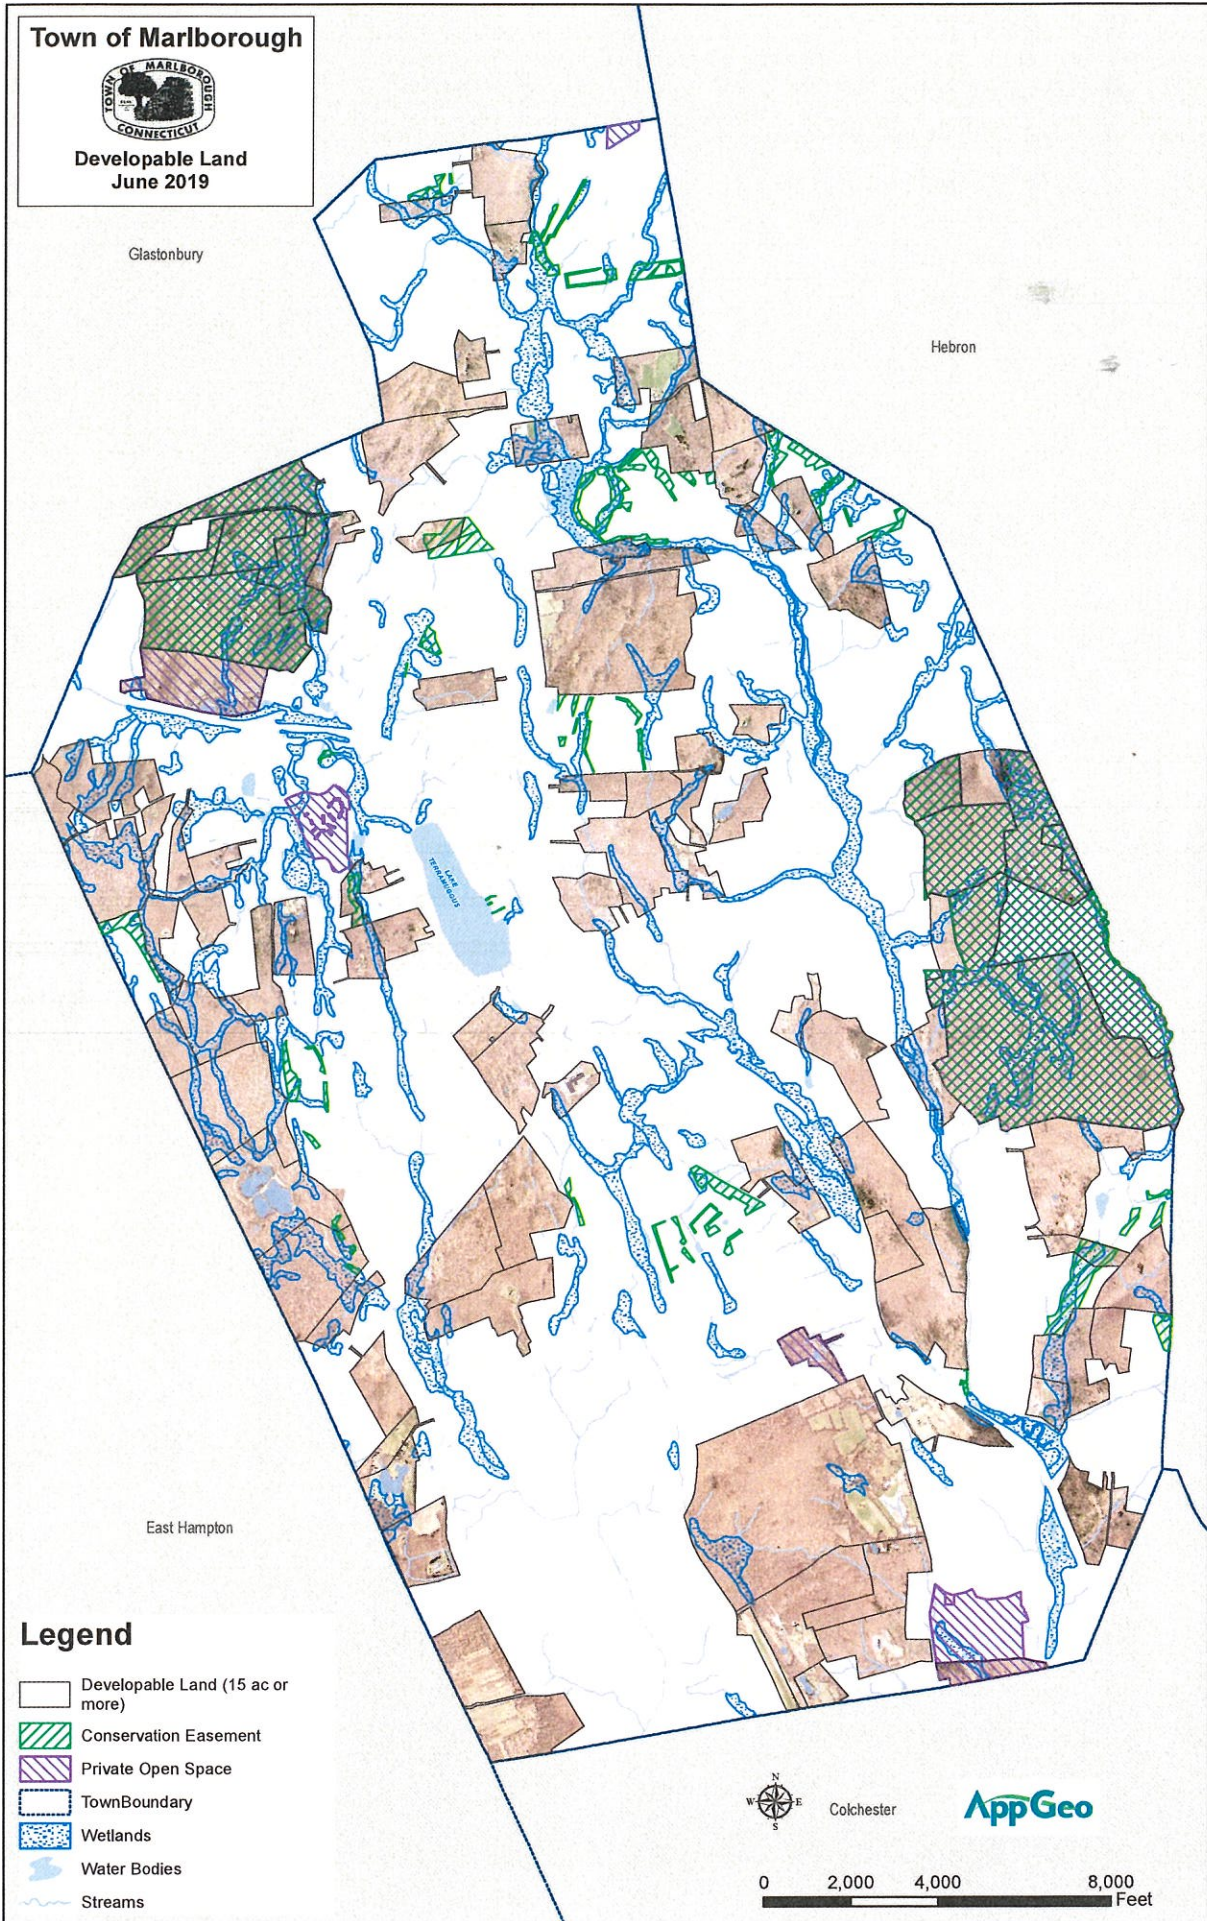 Town of Marlborough
TOWN OF MARLBOROUGH
CONNECTICUT
Developable Land
June 2019
Glastonbury
Hebron
LAKE
TERRAMUGGUS
East Hampton
Legend
Developable Land (15 ac or
more)
Conservation Easement
Private Open Space
TownBoundary
Wetlands
Water Bodies
Streams
N
W
E
S
Colchester
AppGeo
0
2,000
4,000
8,000
Feet